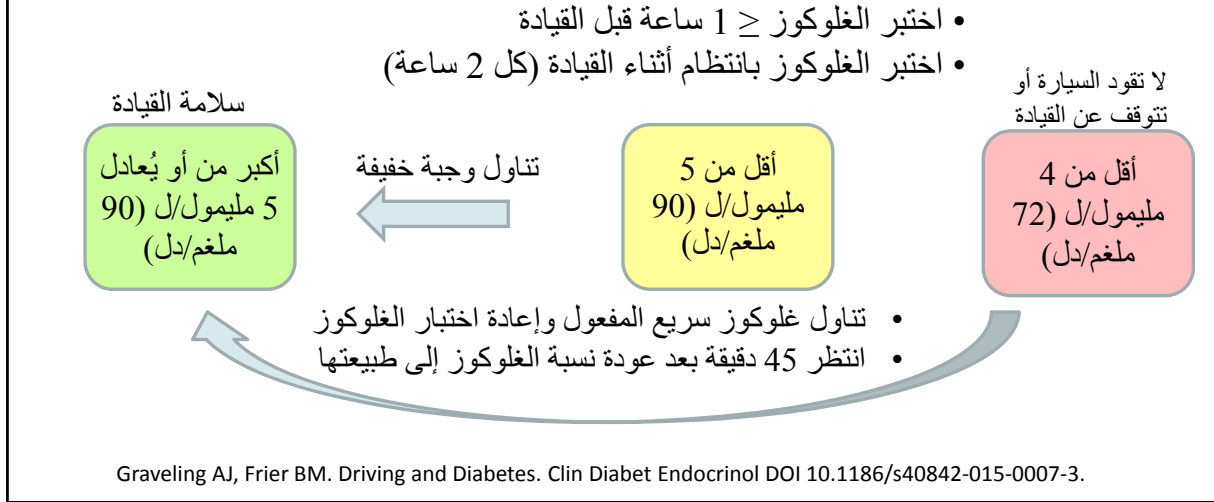 • اختبر الغلوكوز ≤ 1 ساعة قبل القيادة
• اختبر الغلوكوز بانتظام أثناء القيادة (كل 2 ساعة)
لا تقود السيارة أو
تتوقف عن القيادة
أقل من 4
مليمول/ل (72
ملغم/دل)
أقل من 5
مليمول/ل (90
ملغم/دل)
تناول وجبة خفيفة
سلامة القيادة
أكبر من أو يُعادل
5 مليمول/ل (90
ملغم/دل)
• تناول غلوكوز سريع المفعول وإعادة اختبار الغلوكوز
• انتظر 45 دقيقة بعد عودة نسبة الغلوكوز إلى طبيعتها
Graveling AJ, Frier BM. Driving and Diabetes. Clin Diabet Endocrinol DOI 10.1186/s40842-015-0007-3.